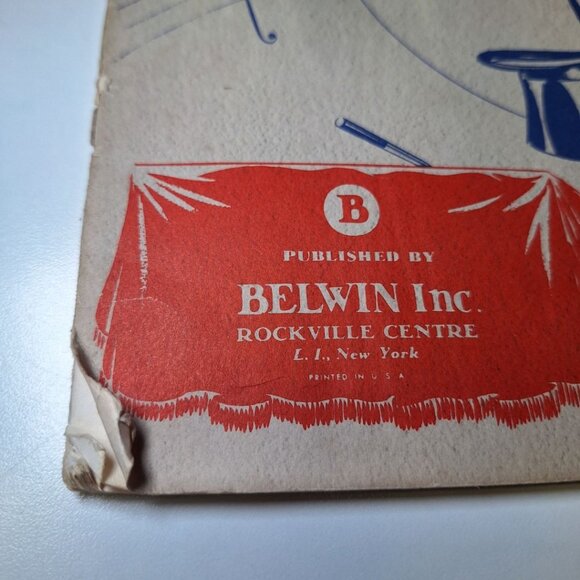 B
PUBLISHED BY
BELWIN Inc.
ROCKVILLE CENTRE
L. I., New York
PRINTED IN U. S. A